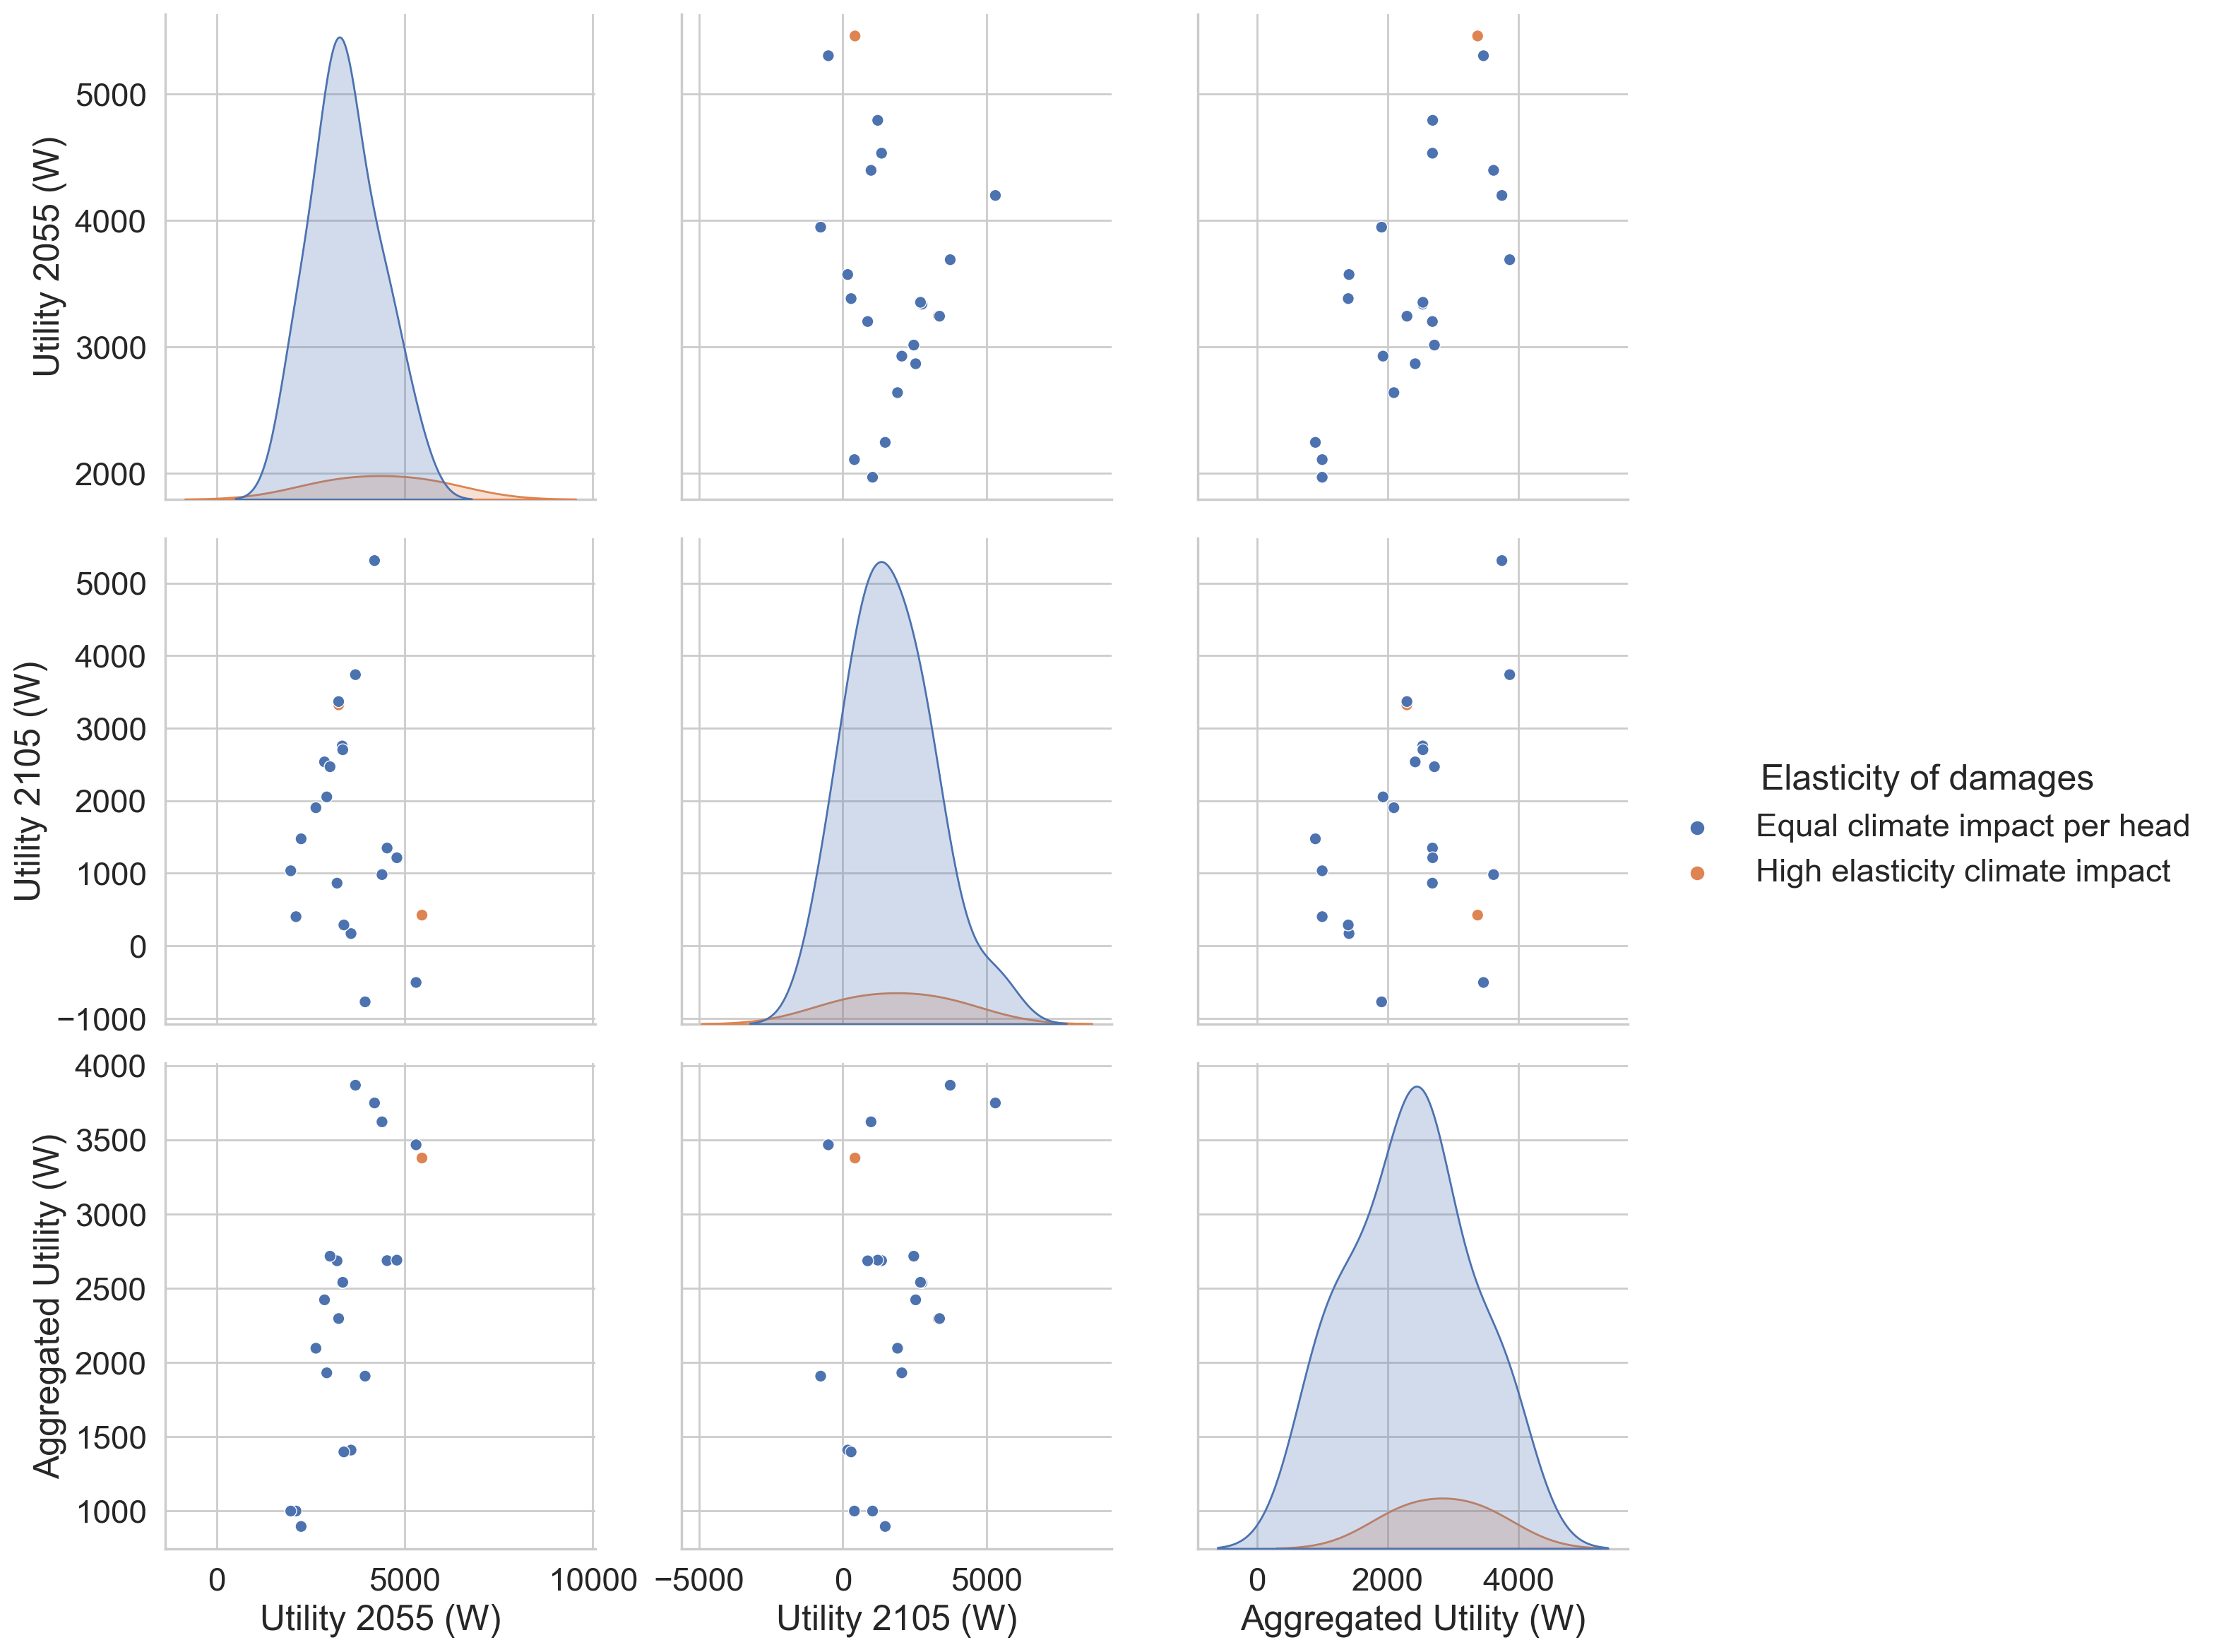 5000
4000
3000
2000
Utility 2055 (W)
5000
4000
3000
2000
1000
0
−1000
Utility 2105 (W)
Elasticity of damages
Equal climate impact per head
High elasticity climate impact
4000
3500
3000
2500
2000
1500
1000
Aggregated Utility (W)
0 5000 10000 −5000 0 5000 0 2000 4000
Utility 2055 (W) Utility 2105 (W) Aggregated Utility (W)